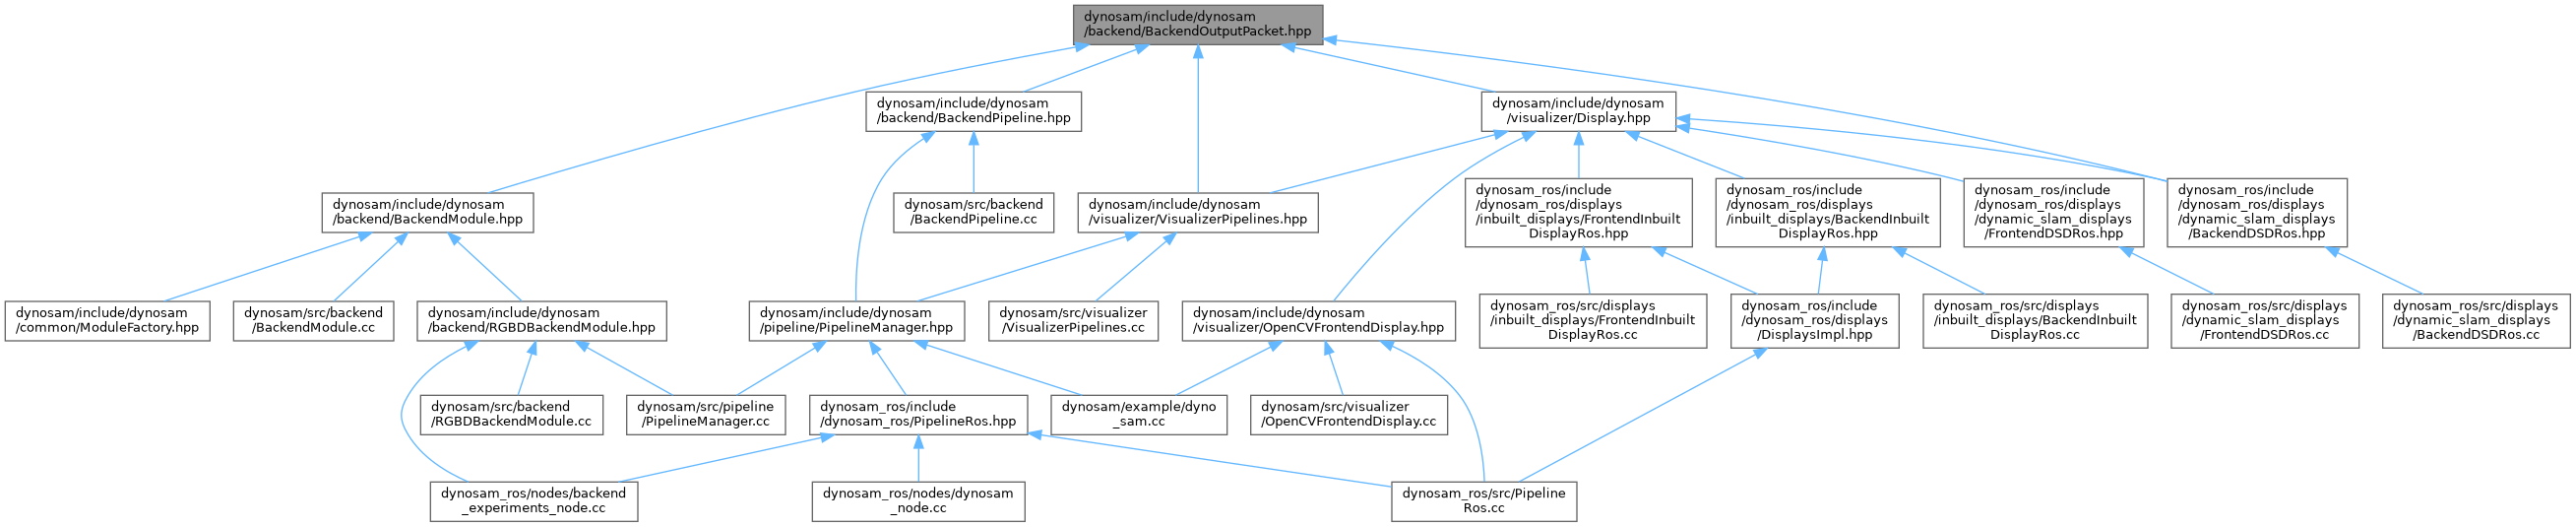 dynosam/include/dynosam
/backend/BackendOutputPacket.hpp
dynosam/include/dynosam
/backend/BackendPipeline.hpp
dynosam/include/dynosam
/visualizer/Display.hpp
dynosam/include/dynosam
/backend/BackendModule.hpp
dynosam/src/backend
/BackendPipeline.cc
dynosam/include/dynosam
/visualizer/VisualizerPipelines.hpp
dynosam_ros/include
/dynosam_ros/displays
/inbuilt_displays/FrontendInbuilt
DisplayRos.hpp
dynosam_ros/include
/dynosam_ros/displays
/inbuilt_displays/BackendInbuilt
DisplayRos.hpp
dynosam_ros/include
/dynosam_ros/displays
/dynamic_slam_displays
/FrontendDSDRos.hpp
dynosam_ros/include
/dynosam_ros/displays
/dynamic_slam_displays
/BackendDSDRos.hpp
dynosam/include/dynosam
/common/ModuleFactory.hpp
dynosam/src/backend
/BackendModule.cc
dynosam/include/dynosam
/backend/RGBDBackendModule.hpp
dynosam/include/dynosam
/pipeline/PipelineManager.hpp
dynosam/src/visualizer
/VisualizerPipelines.cc
dynosam/include/dynosam
/visualizer/OpenCVFrontendDisplay.hpp
dynosam_ros/src/displays
/inbuilt_displays/FrontendInbuilt
DisplayRos.cc
dynosam_ros/include
/dynosam_ros/displays
/DisplaysImpl.hpp
dynosam_ros/src/displays
/inbuilt_displays/BackendInbuilt
DisplayRos.cc
dynosam_ros/src/displays
/dynamic_slam_displays
/FrontendDSDRos.cc
dynosam_ros/src/displays
/dynamic_slam_displays
/BackendDSDRos.cc
dynosam/src/backend
/RGBDBackendModule.cc
dynosam/src/pipeline
/PipelineManager.cc
dynosam_ros/include
/dynosam_ros/PipelineRos.hpp
dynosam/example/dyno
_sam.cc
dynosam/src/visualizer
/OpenCVFrontendDisplay.cc
dynosam_ros/nodes/backend
_experiments_node.cc
dynosam_ros/nodes/dynosam
_node.cc
dynosam_ros/src/Pipeline
Ros.cc